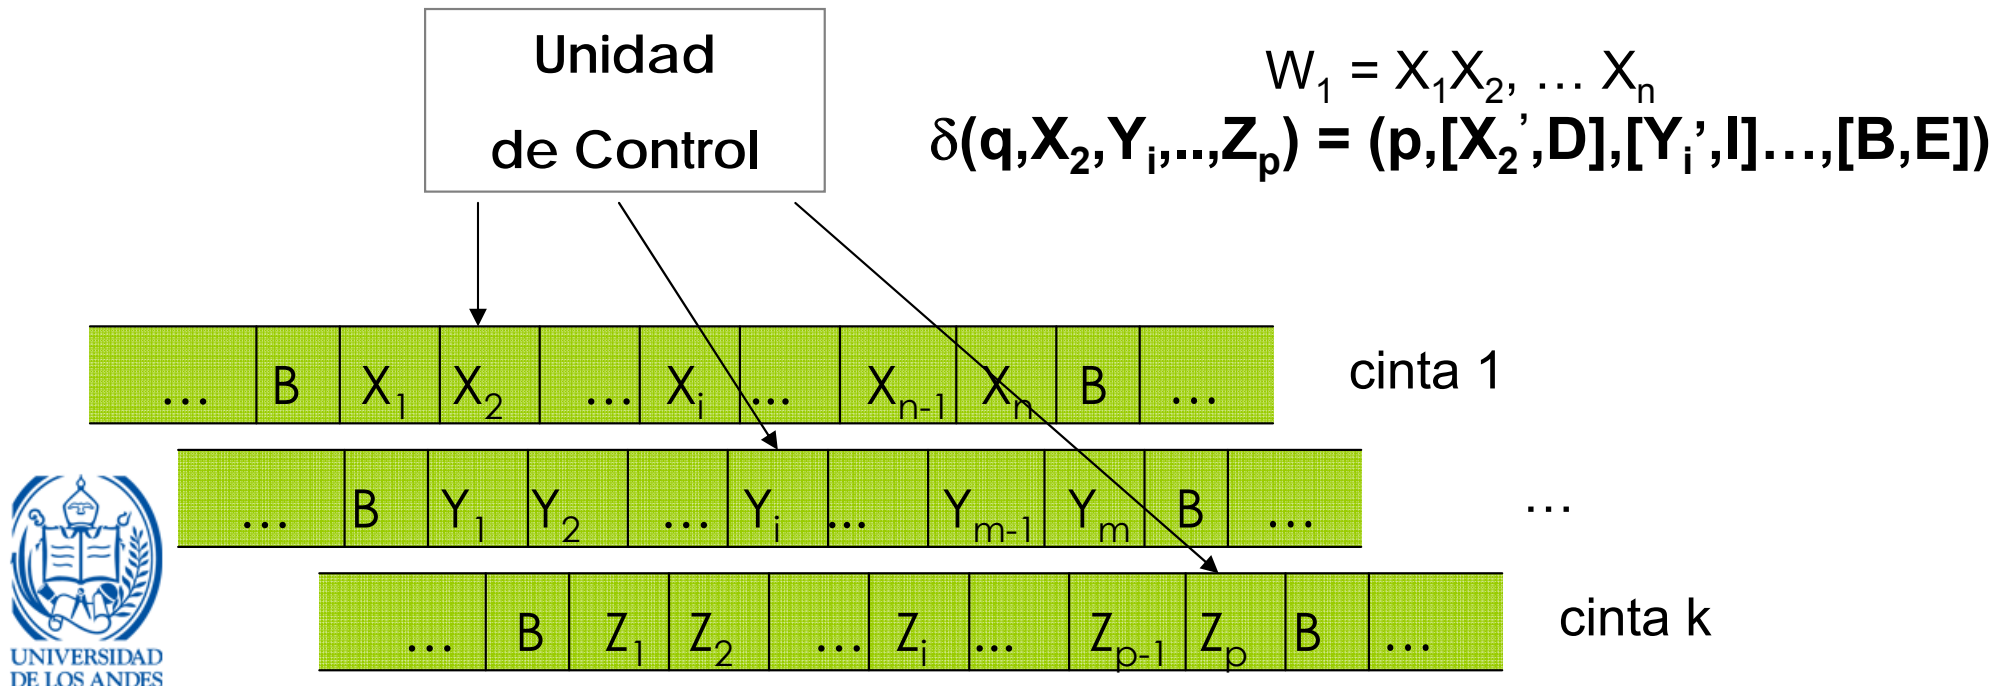 Unidad
de Control
W₁ = X₁X₂, … Xₙ
δ(q,X₂,Yᵢ,..,Zₚ) = (p,[X₂’,D],[Yᵢ’,I]…,[B,E])
… B X₁ X₂ … Xᵢ … Xₙ₋₁ Xₙ B … cinta 1
… B Y₁ Y₂ … Yᵢ … Yₘ₋₁ Yₘ B … …
… B Z₁ Z₂ … Zᵢ … Zₚ₋₁ Zₚ B … cinta k
UNIVERSIDAD
DE LOS ANDES